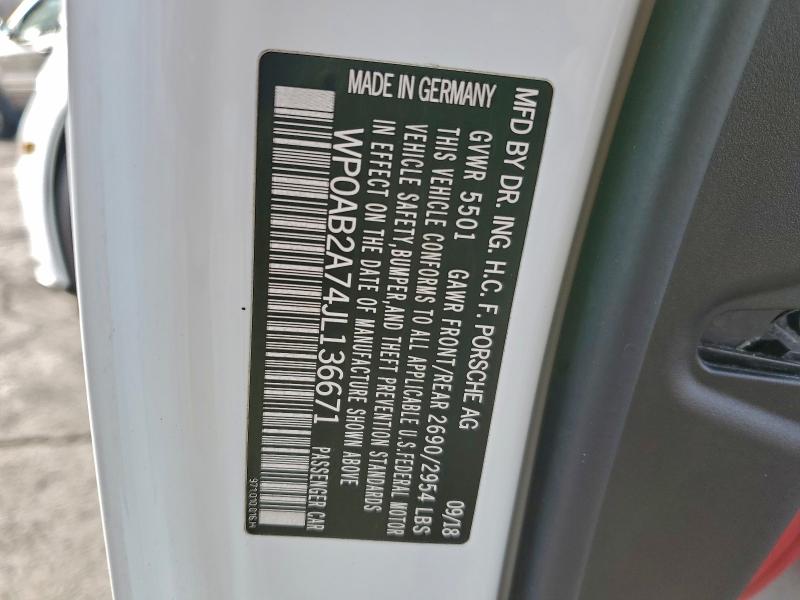 MFD BY DR. ING. H.C. F. PORSCHE AG 09/18
GVWR 5501 GAWR FRONT/REAR 2690/2954 LBS
THIS VEHICLE CONFORMS TO ALL APPLICABLE U.S.FEDERAL MOTOR
VEHICLE SAFETY,BUMPER,AND THEFT PREVENTION STANDARDS
IN EFFECT ON THE DATE OF MANUFACTURE SHOWN ABOVE
WP0AB2A74JL136671 PASSENGER CAR
MADE IN GERMANY